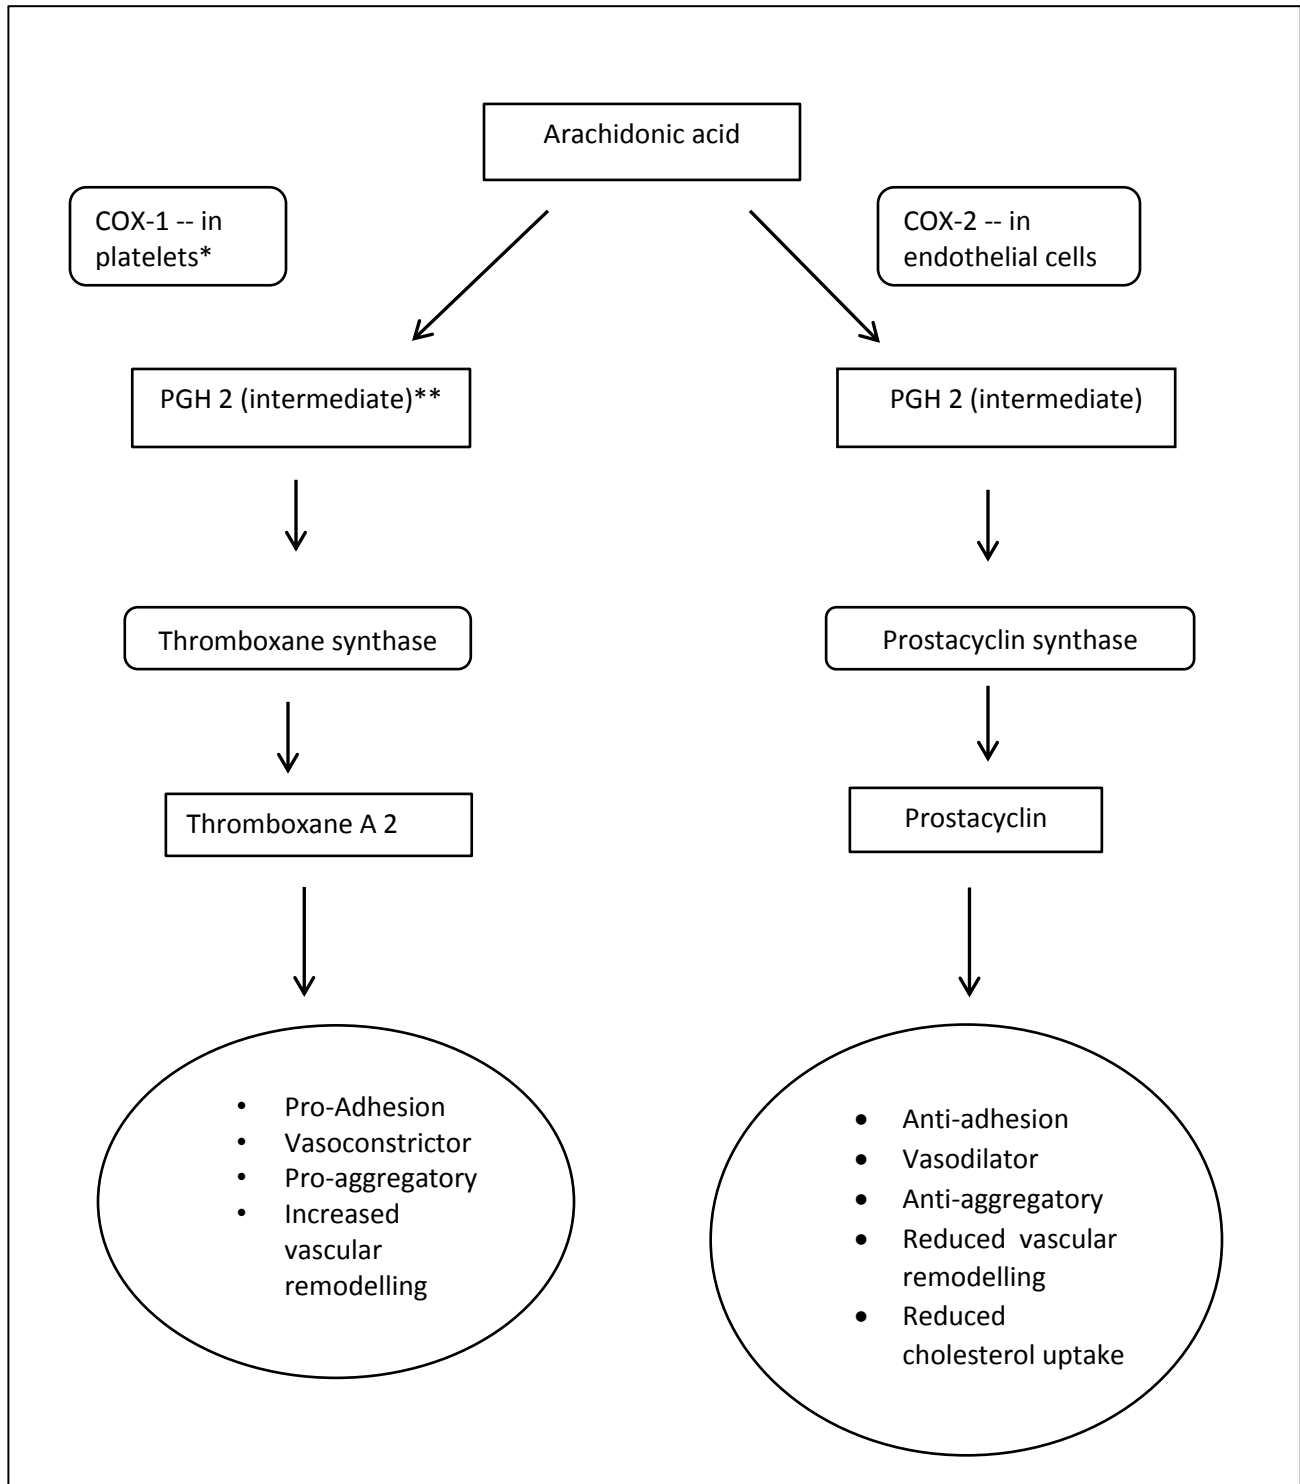 Arachidonic acid
COX-1 -- in
platelets*
COX-2 -- in
endothelial cells
PGH 2 (intermediate)**
PGH 2 (intermediate)
Thromboxane synthase
Prostacyclin synthase
Thromboxane A 2
Prostacyclin
• Pro-Adhesion
• Vasoconstrictor
• Pro-aggregatory
• Increased
vascular
remodelling
• Anti-adhesion
• Vasodilator
• Anti-aggregatory
• Reduced vascular
remodelling
• Reduced
cholesterol uptake